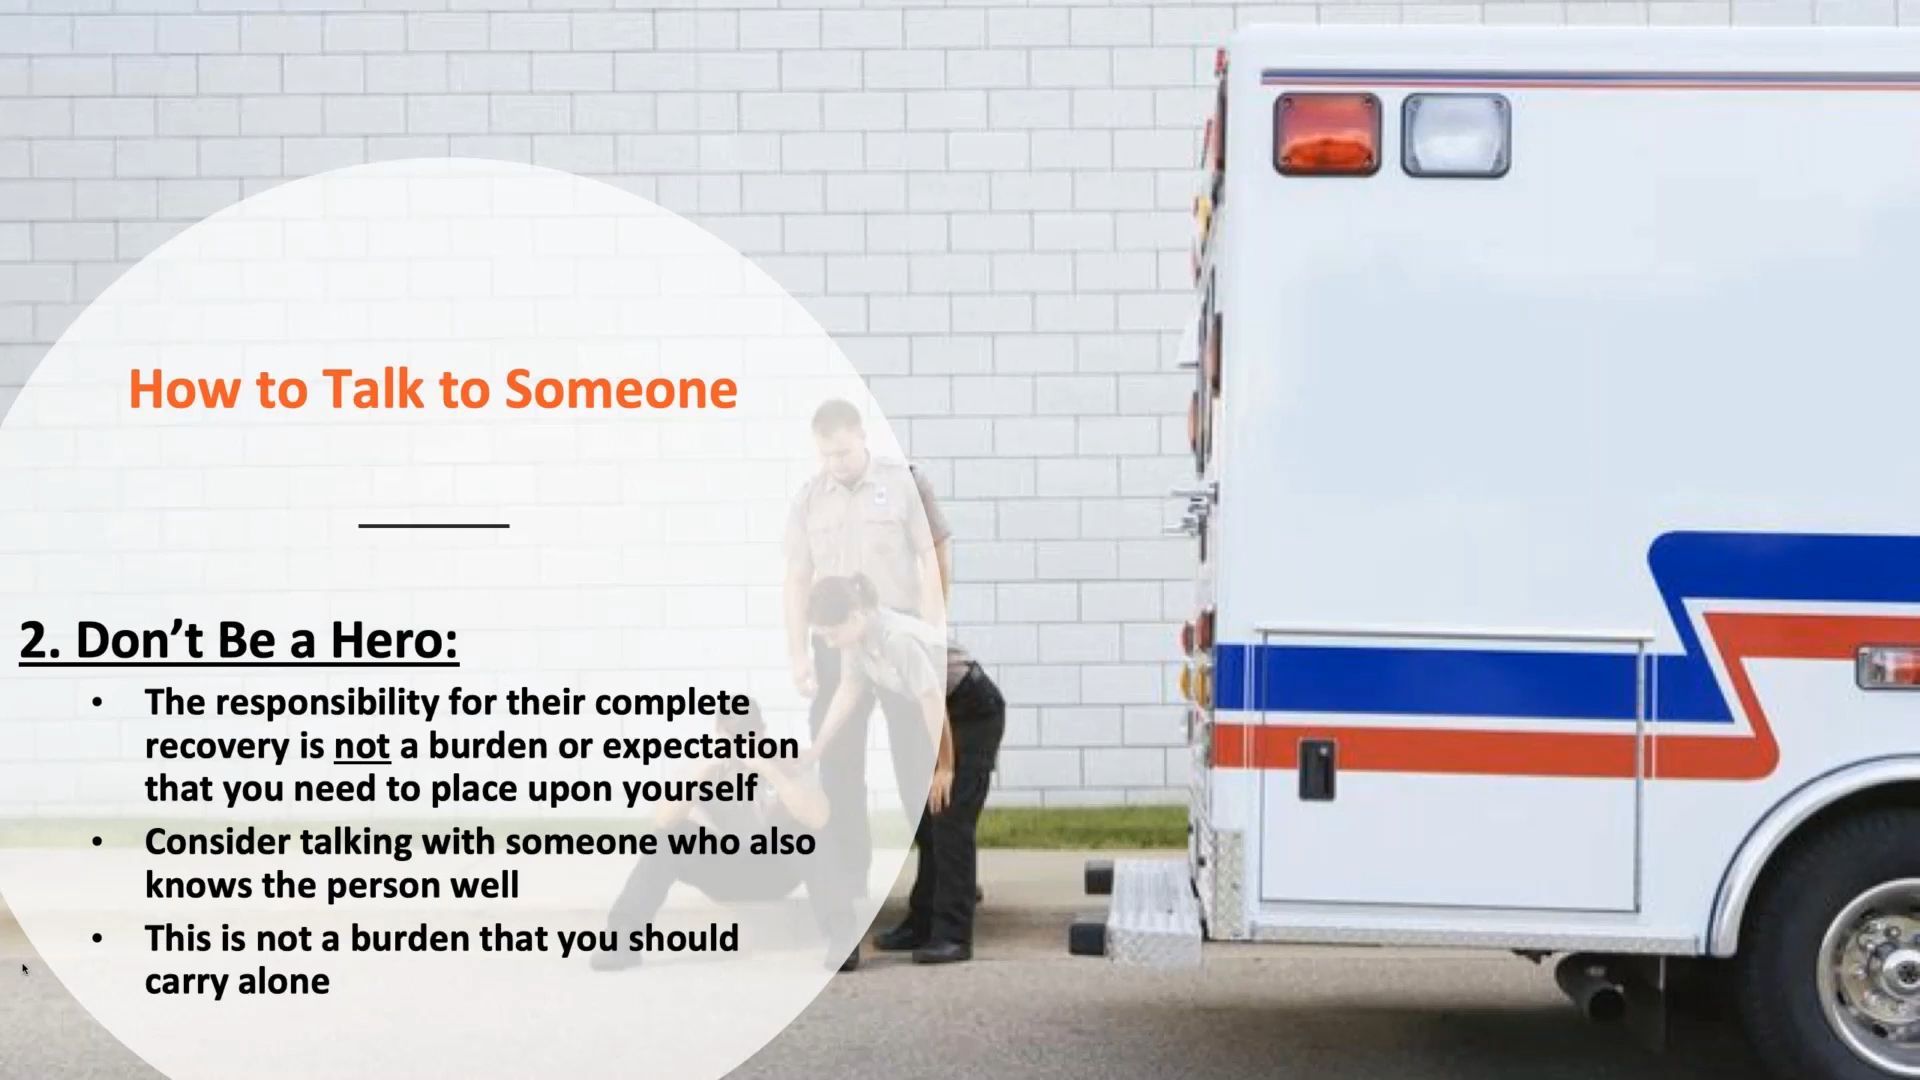 How to Talk to Someone
2. Don’t Be a Hero:
• The responsibility for their complete
recovery is not a burden or expectation
that you need to place upon yourself
• Consider talking with someone who also
knows the person well
• This is not a burden that you should
carry alone